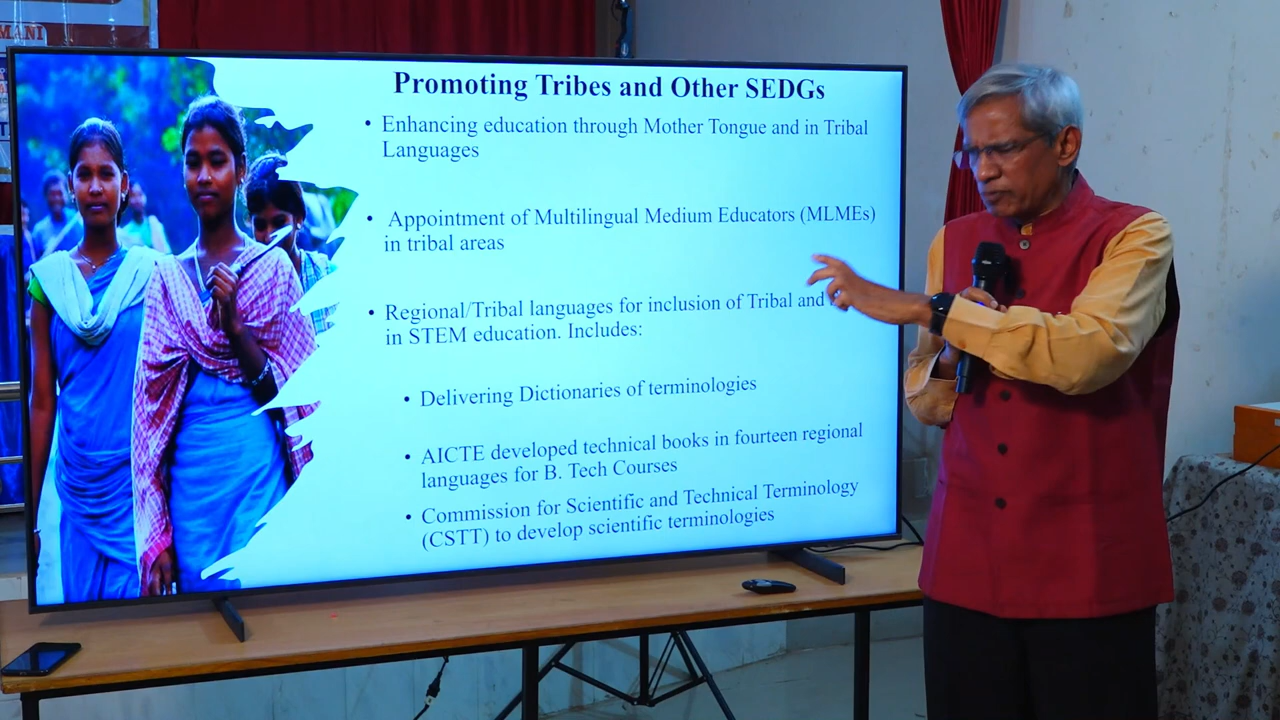 MANI
Promoting Tribes and Other SEDGs
• Enhancing education through Mother Tongue and in Tribal
Languages
• Appointment of Multilingual Medium Educators (MLMEs)
in tribal areas
• Regional/Tribal languages for inclusion of Tribal and
in STEM education. Includes:
• Delivering Dictionaries of terminologies
• AICTE developed technical books in fourteen regional
languages for B. Tech Courses
• Commission for Scientific and Technical Terminology
(CSTT) to develop scientific terminologies